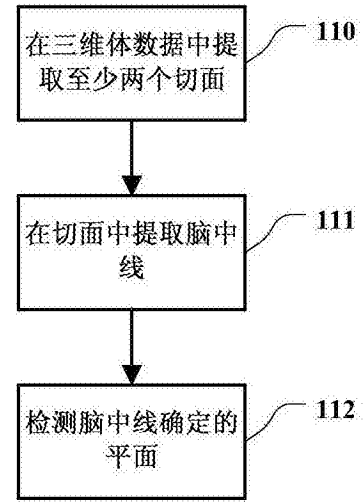 在三维体数据中提
取至少两个切面
110
在切面中提取脑中
线
111
检测脑中线确定的
平面
112